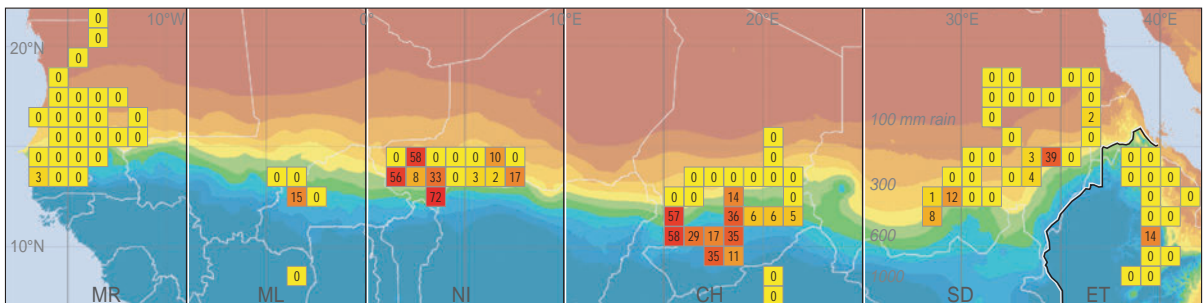 10°W 0° 10°E 20°E 30°E 40°E
0
0
20°N
0
0
0 0 0 0 0
0 0 0 0 0 0 0 0 0
0 0 0 0 0 100 mm rain 0 2
0 0 0 0 0 0 0 0
0 0 0 0 0 58 0 0 0 10 0 0 0 0 3 39 0 0 0
3 0 0 0 0 56 8 33 0 3 2 17 0 0 0 0 0 0 300 0 0 0 4 0 0
15 0 72 0 0 14 0 1 12 0 0 0 0 0
57 36 6 6 5 8 0 0
58 29 17 35 600 14
10°N
35 11 0 0
0 0 1000 0 0
MR ML NI CH 0 SD ET